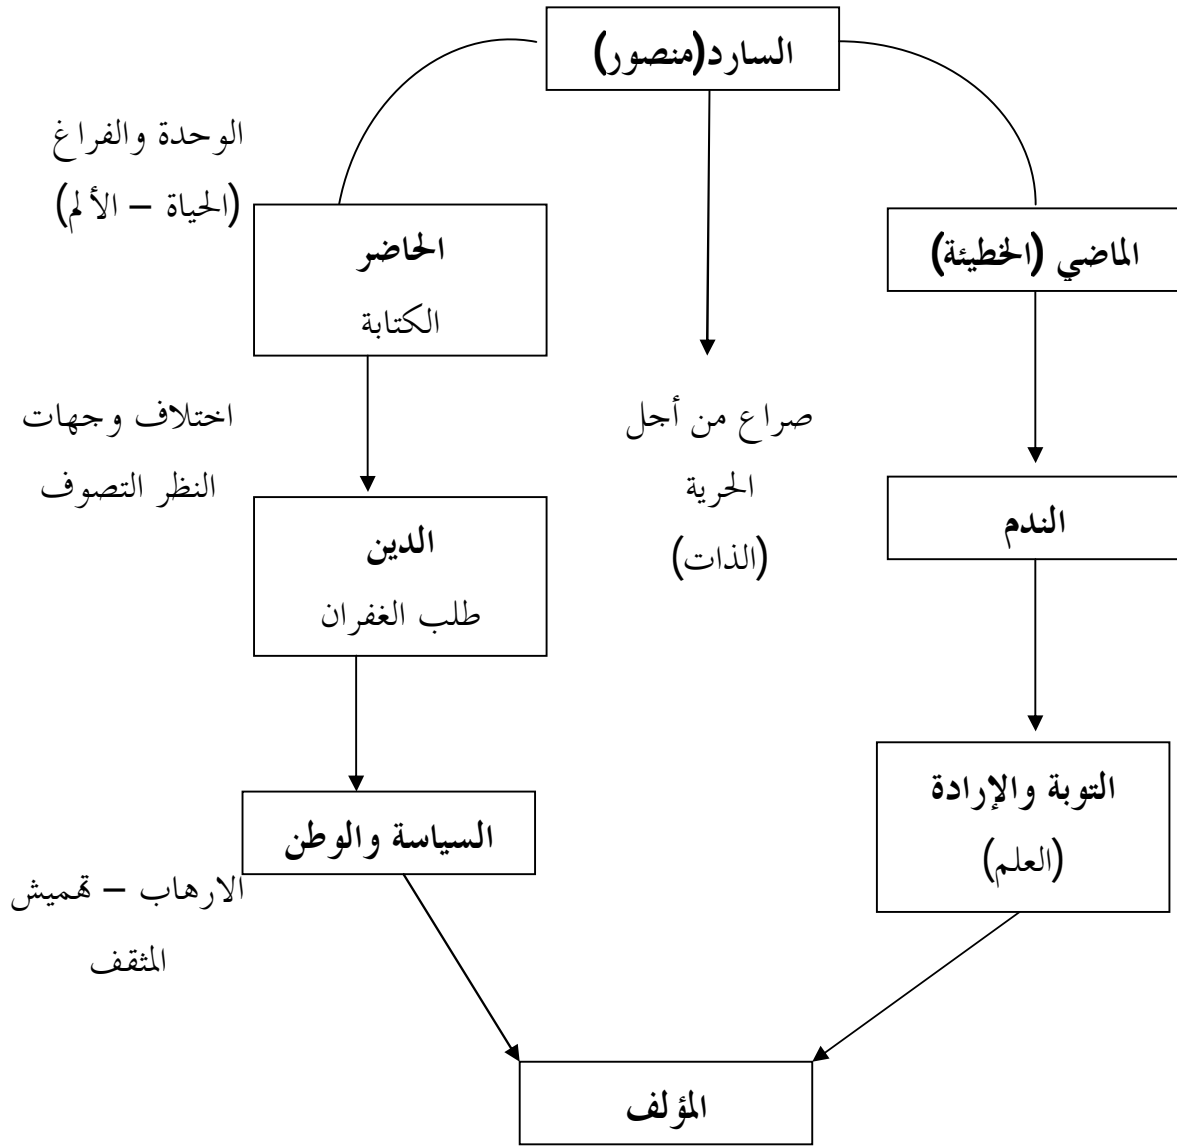 السارد(منصور)
الوحدة والفراغ
(الحياة – الألم)
الماضي (الخطيئة)
الحاضر
الكتابة
صراع من أجل
الحرية
(الذات)
اختلاف وجهات
النظر التصوف
الندم
الدين
طلب الغفران
التوبة والإرادة
(العلم)
السياسة والوطن
الارهاب – تهميش
المثقف
المؤلف